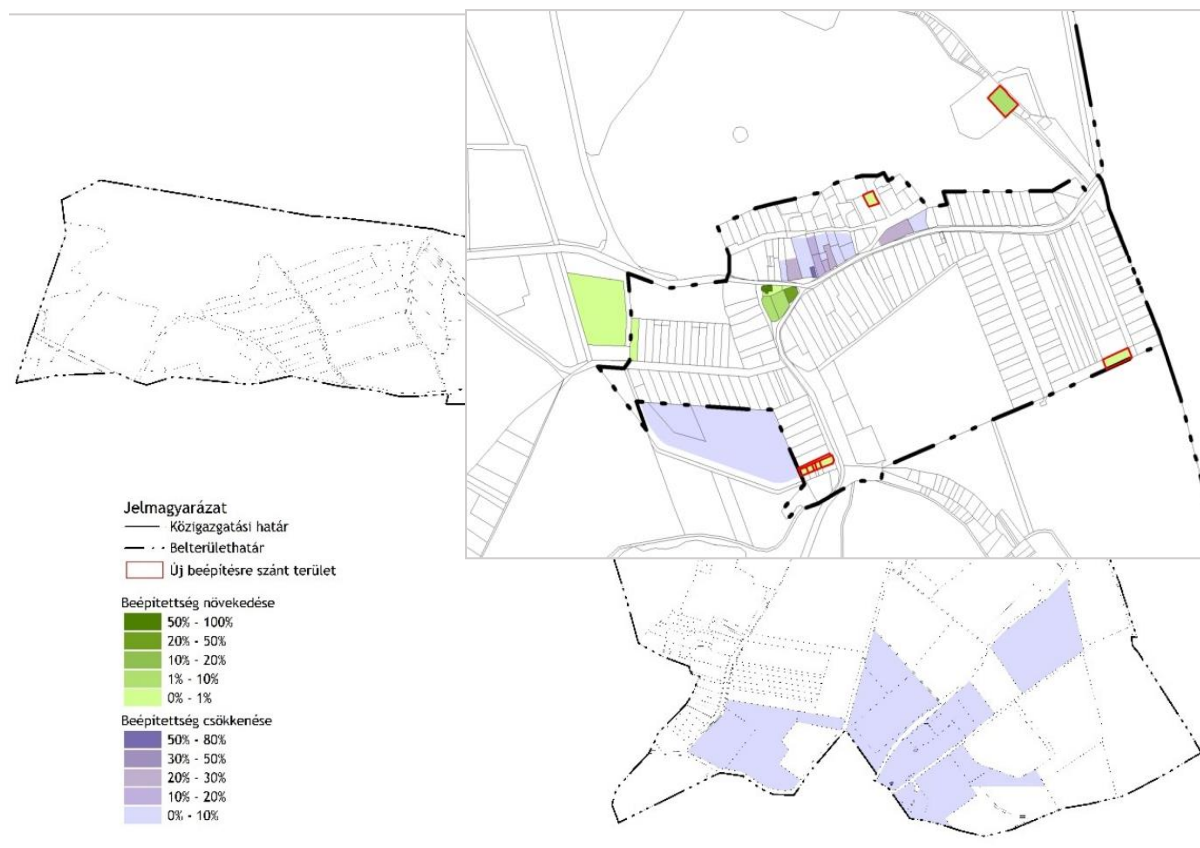 Jelmagyarázat
Közigazgatási határ
Belterülethatár
Új beépítésre szánt terület
Beépítettség növekedése
50% - 100%
20% - 50%
10% - 20%
1% - 10%
0% - 1%
Beépítettség csökkenése
50% - 80%
30% - 50%
20% - 30%
10% - 20%
0% - 10%